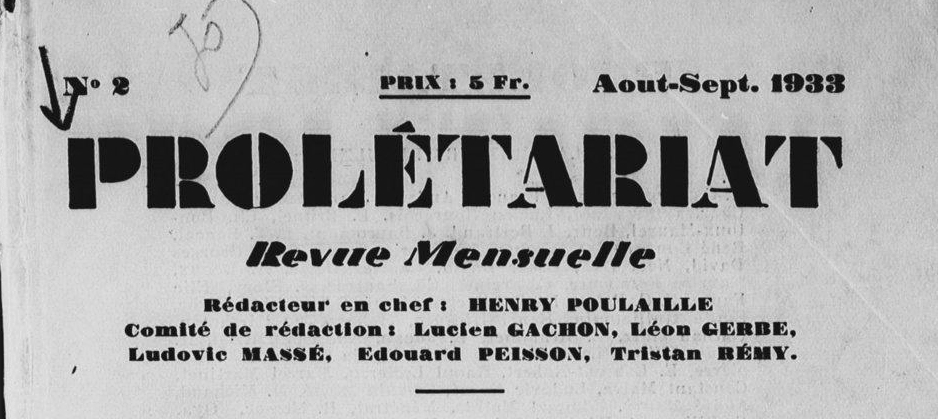 N° 2 PRIX : 5 Fr. Aout-Sept. 1933
PROLÉTARIAT
Revue Mensuelle
Rédacteur en chef : HENRY POULAILLE
Comité de rédaction : Lucien GACHON, Léon GERBE,
Ludovic MASSÉ, Edouard PEISSON, Tristan RÉMY.